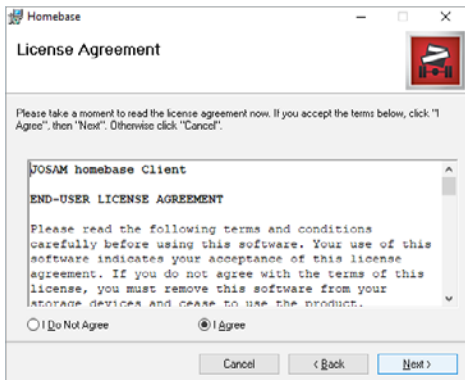 Homebase
License Agreement
Please take a moment to read the license agreement now. If you accept the terms below, click "I
Agree", then "Next". Otherwise click "Cancel".
JOSAM homebase Client
END-USER LICENSE AGREEMENT
Please read the following terms and conditions
carefully before using this software. Your use of this
software indicates your acceptance of this license
agreement. If you do not agree with the terms of this
license, you must remove this software from your
storage devices and cease to use the product.
I Do Not Agree
I Agree
Cancel
< Back
Next >